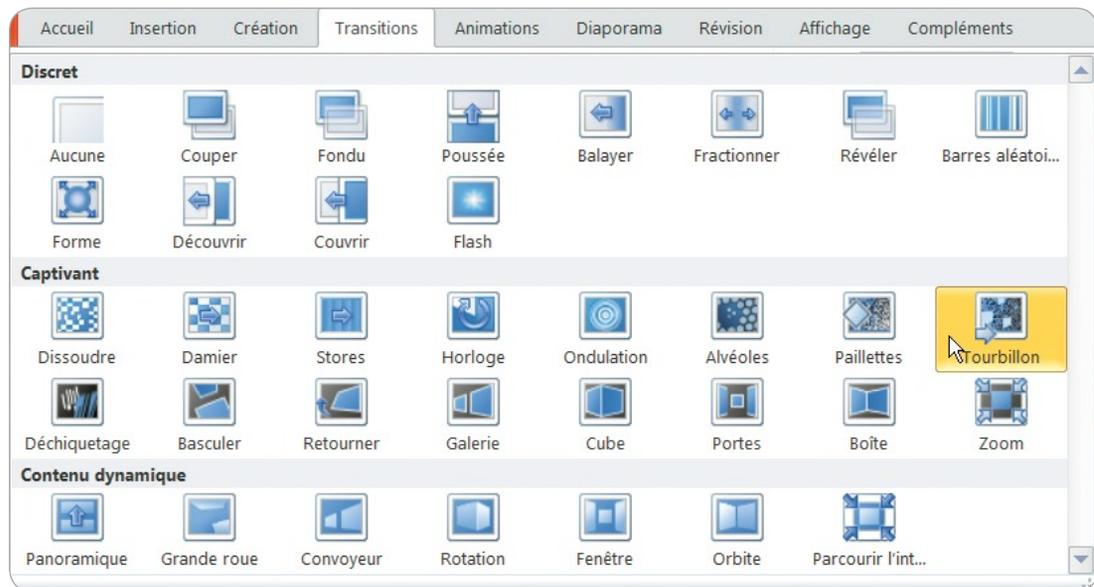 Accueil Insertion Création Transitions Animations Diaporama Révision Affichage Compléments
Discret
Aucune Couper Fondu Poussée Balayer Fractionner Révéler Barres aléatoi...
Forme Découvrir Couvrir Flash
Captivant
Dissoudre Damier Stores Horloge Ondulation Alvéoles Paillettes Tourbillon
Déchiquetage Basculer Retourner Galerie Cube Portes Boîte Zoom
Contenu dynamique
Panoramique Grande roue Convoyeur Rotation Fenêtre Orbite Parcourir l'int...